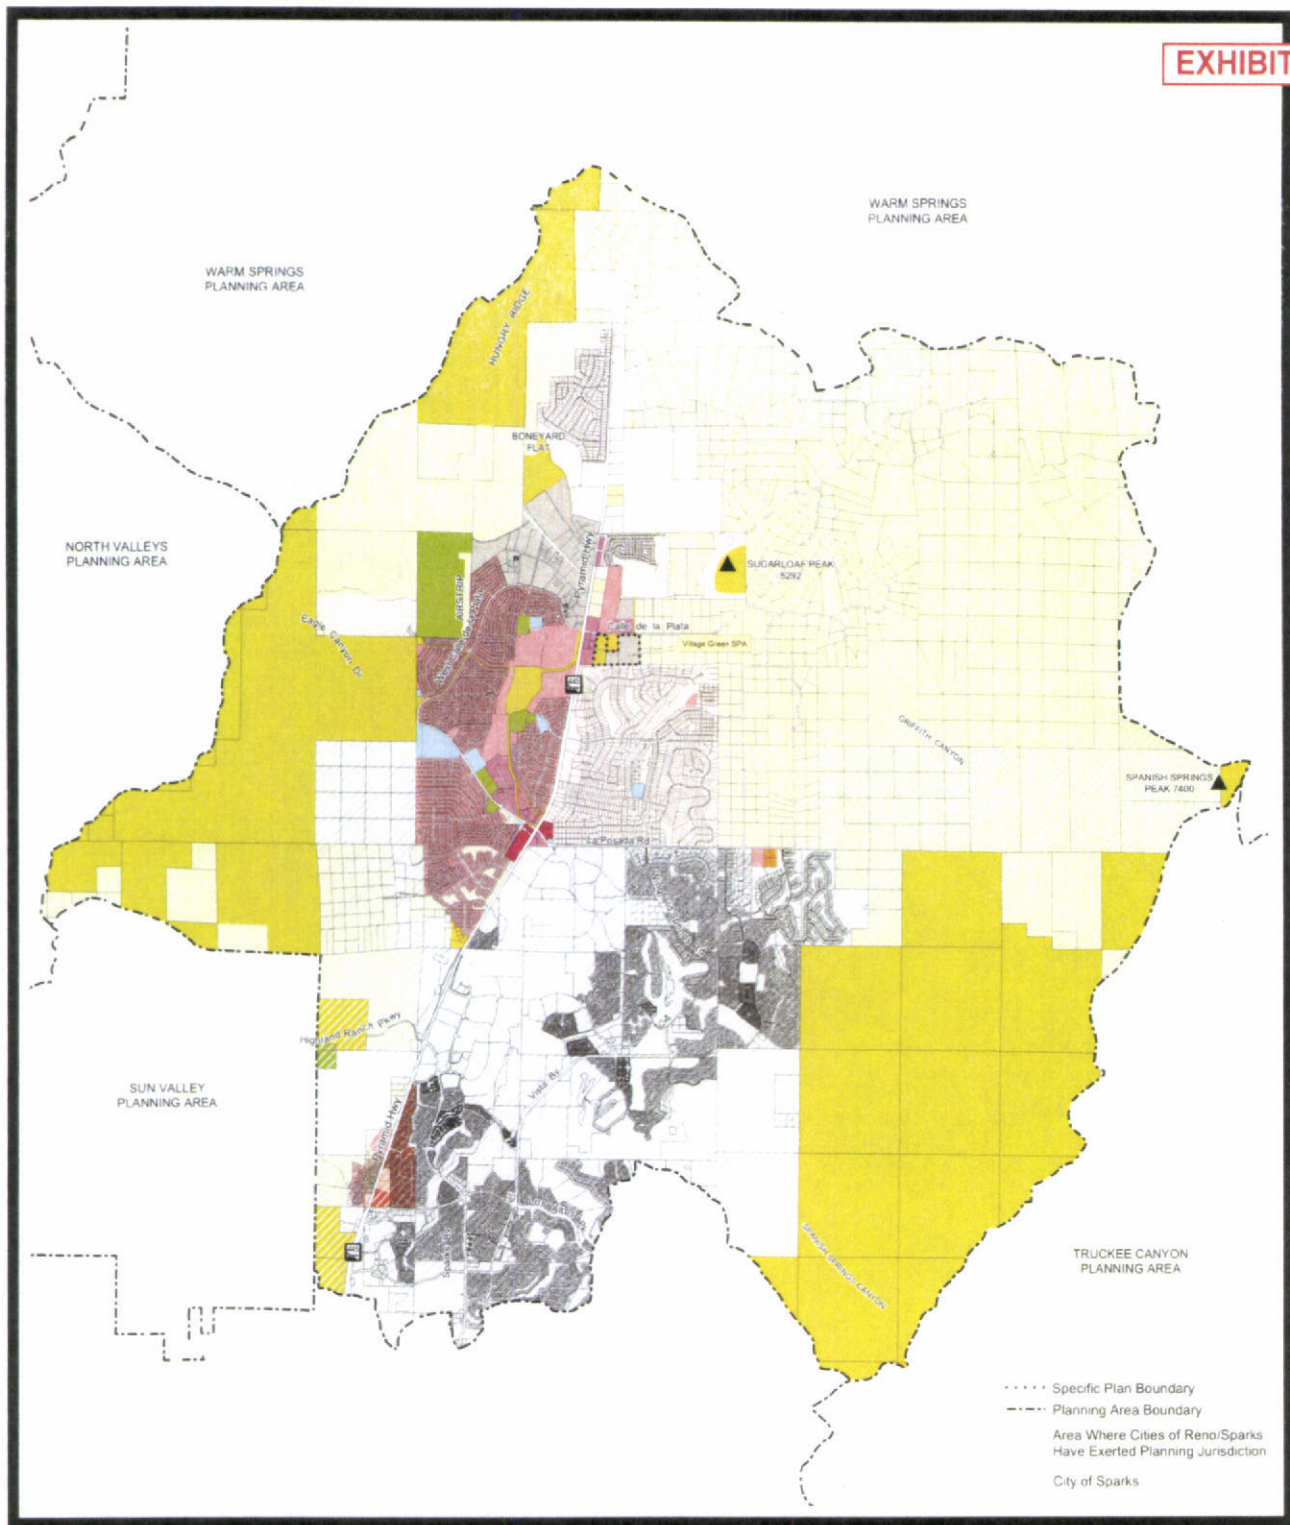 EXHIBIT
WARM SPRINGS
PLANNING AREA
WARM SPRINGS
PLANNING AREA
HUNGRY RIDGE
BONEYARD
FLAT
NORTH VALLEYS
PLANNING AREA
Pyramid Hwy
SUGARLOAF PEAK
5292
AIRSTRIP
Eagle Canyon Dr
Calle de la Plata
Village Green SPA
GRIFFITH CANYON
SPANISH SPRINGS
PEAK 7400
La Posada Rd
Highland Ranch Pkwy
SUN VALLEY
PLANNING AREA
Vista Bv
Pyramid Hwy
SPANISH SPRINGS CANYON
TRUCKEE CANYON
PLANNING AREA
Specific Plan Boundary
Planning Area Boundary
Area Where Cities of Reno/Sparks
Have Exerted Planning Jurisdiction
City of Sparks